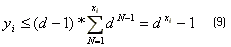 y_i ≤ (d − 1) * ∑_{N=1}^{x_i} d^{N−1} = d^{x_i} − 1 (9)